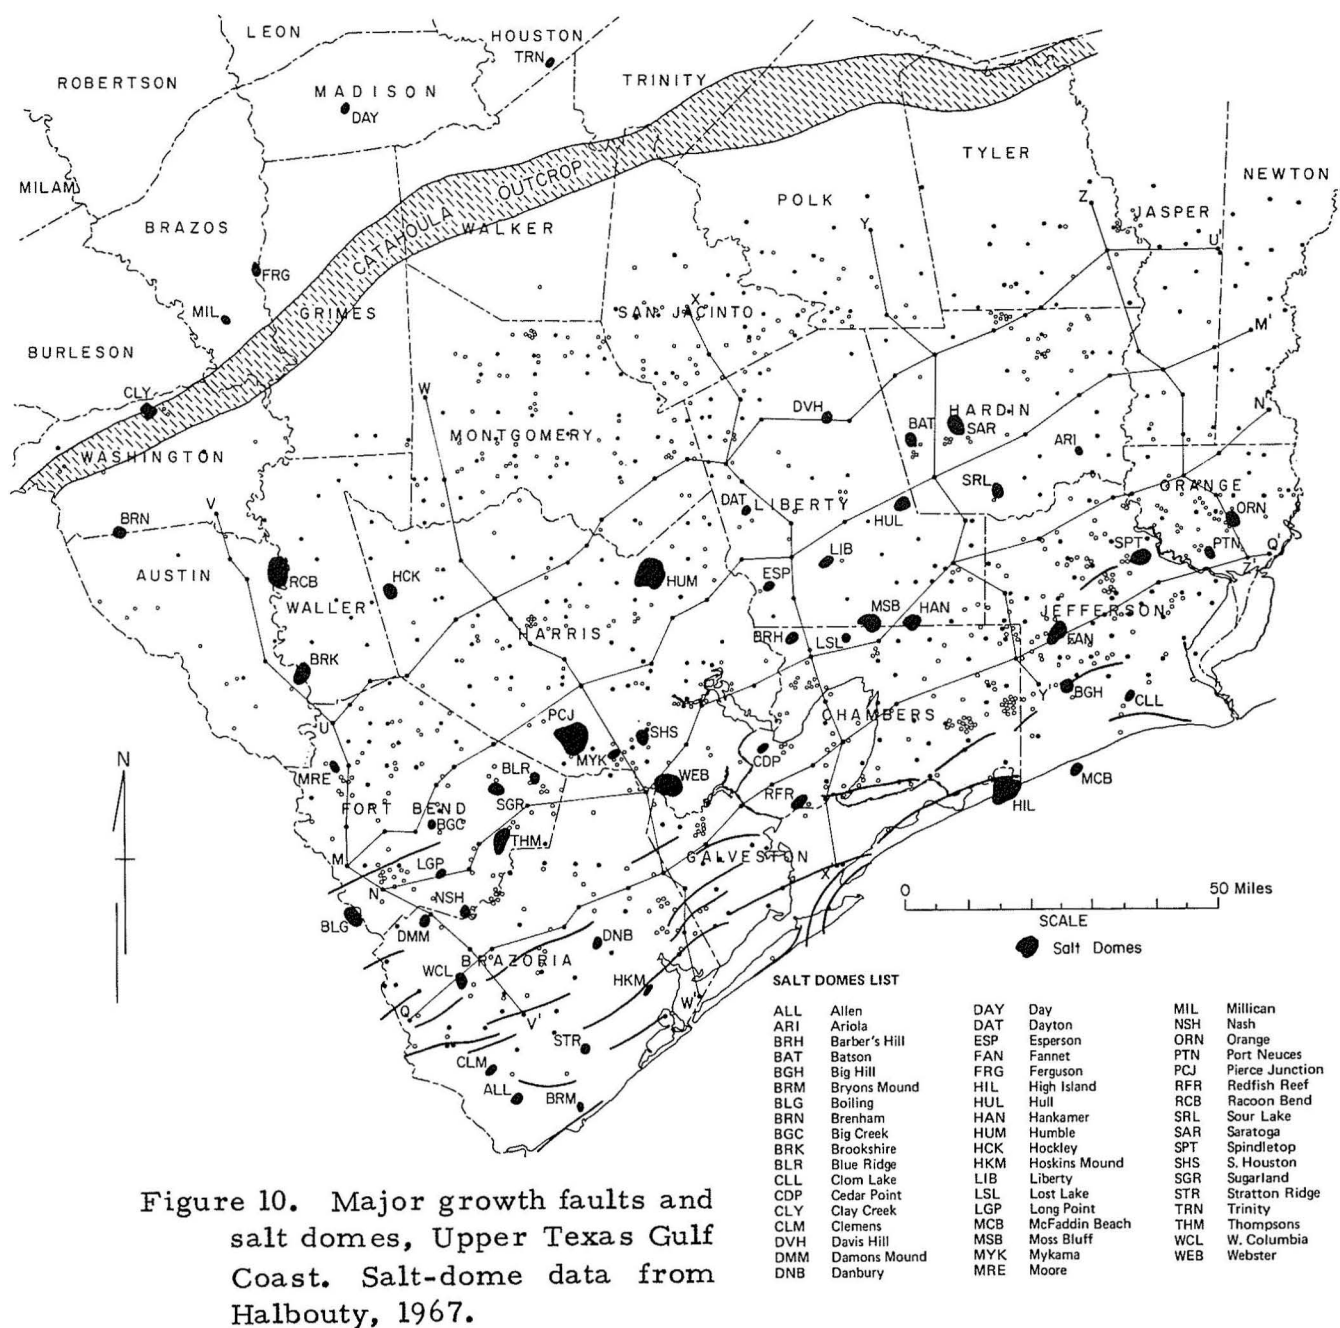 LEON
HOUSTON
TRN
ROBERTSON
TRINITY
MADISON
DAY
TYLER
MILAM
NEWTON
CATAHOULA OUTCROP
POLK
JASPER
Z
BRAZOS
WALKER
Y
U'
FRG
X
MIL
GRIMES
SAN JACINTO
M'
BURLESON
CLY
W
DVH
HARDIN
N'
BAT
SAR
MONTGOMERY
ARI
WASHINGTON
SRL
ORANGE
V
DAT
LIBERTY
HUL
ORN
BRN
SPT
PTN
Q'
LIB
Z'
AUSTIN
RCB
HCK
HUM
ESP
WALLER
MSB
HAN
JEFFERSON
HARRIS
BRH
LSL
FAN
BRK
Y'
BGH
CLL
U
PCJ
CHAMBERS
SHS
N
MYK
CDP
MRE
BLR
WEB
MCB
SGR
RFR
HIL
FORT BEND
BGC
THM
M
GALVESTON
LGP
X'
N
NSH
0
50 Miles
BLG
DMM
SCALE
DNB
Salt Domes
WCL
BRAZORIA
HKM
W'
Q
V'
STR
CLM
ALL
BRM
SALT DOMES LIST
ALL Allen
ARI Ariola
BRH Barber's Hill
BAT Batson
BGH Big Hill
BRM Bryons Mound
BLG Boiling
BRN Brenham
BGC Big Creek
BRK Brookshire
BLR Blue Ridge
CLL Clom Lake
CDP Cedar Point
CLY Clay Creek
CLM Clemens
DVH Davis Hill
DMM Damons Mound
DNB Danbury
DAY Day
DAT Dayton
ESP Esperson
FAN Fannet
FRG Ferguson
HIL High Island
HUL Hull
HAN Hankamer
HUM Humble
HCK Hockley
HKM Hoskins Mound
LIB Liberty
LSL Lost Lake
LGP Long Point
MCB McFaddin Beach
MSB Moss Bluff
MYK Mykama
MRE Moore
MIL Millican
NSH Nash
ORN Orange
PTN Port Neuces
PCJ Pierce Junction
RFR Redfish Reef
RCB Racoon Bend
SRL Sour Lake
SAR Saratoga
SPT Spindletop
SHS S. Houston
SGR Sugarland
STR Stratton Ridge
TRN Trinity
THM Thompsons
WCL W. Columbia
WEB Webster
Figure 10. Major growth faults and
salt domes, Upper Texas Gulf
Coast. Salt-dome data from
Halbouty, 1967.